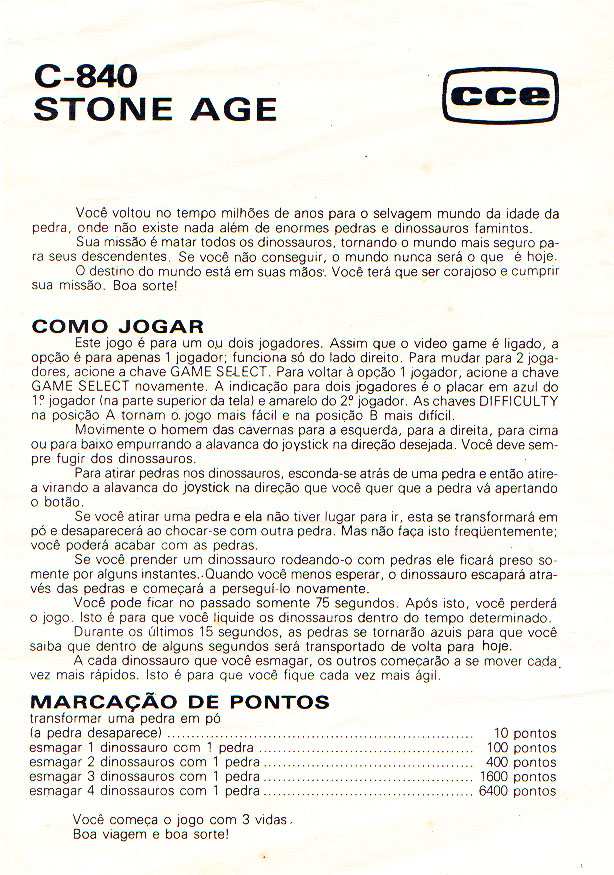 C-840
STONE AGE
cce
Você voltou no tempo milhões de anos para o selvagem mundo da idade da
pedra, onde não existe nada além de enormes pedras e dinossauros famintos.
Sua missão é matar todos os dinossauros, tornando o mundo mais seguro pa-
ra seus descendentes. Se você não conseguir, o mundo nunca será o que é hoje.
O destino do mundo está em suas mãos. Você terá que ser corajoso e cumprir
sua missão. Boa sorte!
COMO JOGAR
Este jogo é para um ou dois jogadores. Assim que o video game é ligado, a
opção é para apenas 1 jogador; funciona só do lado direito. Para mudar para 2 joga-
dores, acione a chave GAME SELECT. Para voltar à opção 1 jogador, acione a chave
GAME SELECT novamente. A indicação para dois jogadores é o placar em azul do
1º jogador (na parte superior da tela) e amarelo do 2º jogador. As chaves DIFFICULTY
na posição A tornam o jogo mais fácil e na posição B mais difícil.
Movimente o homem das cavernas para a esquerda, para a direita, para cima
ou para baixo empurrando a alavanca do joystick na direção desejada. Você deve sem-
pre fugir dos dinossauros.
Para atirar pedras nos dinossauros, esconda-se atrás de uma pedra e então atire-
a virando a alavanca do joystick na direção que você quer que a pedra vá apertando
o botão.
Se você atirar uma pedra e ela não tiver lugar para ir, esta se transformará em
pó e desaparecerá ao chocar-se com outra pedra. Mas não faça isto freqüentemente;
você poderá acabar com as pedras.
Se você prender um dinossauro rodeando-o com pedras ele ficará preso so-
mente por alguns instantes. Quando você menos esperar, o dinossauro escapará atra-
vés das pedras e começará a perseguí-lo novamente.
Você pode ficar no passado somente 75 segundos. Após isto, você perderá
o jogo. Isto é para que você liquide os dinossauros dentro do tempo determinado.
Durante os últimos 15 segundos, as pedras se tornarão azuis para que você
saiba que dentro de alguns segundos será transportado de volta para hoje.
A cada dinossauro que você esmagar, os outros começarão a se mover cada
vez mais rápidos. Isto é para que você fique cada vez mais ágil.
MARCAÇÃO DE PONTOS
transformar uma pedra em pó
(a pedra desaparece) ........................................ 10 pontos
esmagar 1 dinossauro com 1 pedra ........................................ 100 pontos
esmagar 2 dinossauros com 1 pedra ........................................ 400 pontos
esmagar 3 dinossauros com 1 pedra ........................................ 1600 pontos
esmagar 4 dinossauros com 1 pedra ........................................ 6400 pontos
Você começa o jogo com 3 vidas.
Boa viagem e boa sorte!